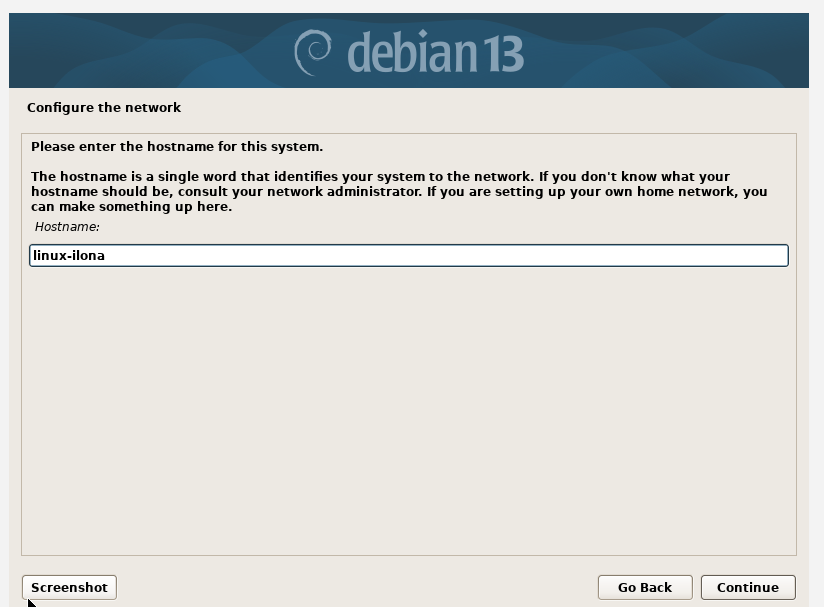 debian 13
Configure the network
Please enter the hostname for this system.
The hostname is a single word that identifies your system to the network. If you don't know what your
hostname should be, consult your network administrator. If you are setting up your own home network, you
can make something up here.
Hostname:
linux-ilona
Screenshot Go Back Continue